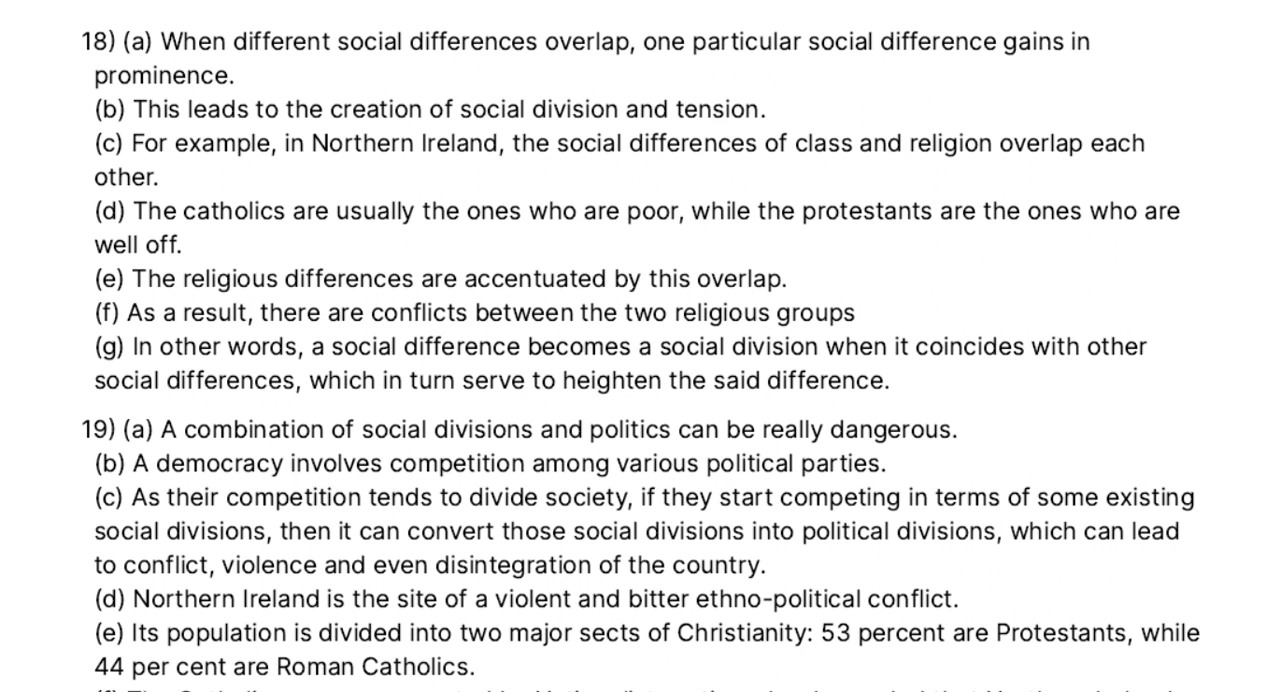 18) (a) When different social differences overlap, one particular social difference gains in
prominence.
(b) This leads to the creation of social division and tension.
(c) For example, in Northern Ireland, the social differences of class and religion overlap each
other.
(d) The catholics are usually the ones who are poor, while the protestants are the ones who are
well off.
(e) The religious differences are accentuated by this overlap.
(f) As a result, there are conflicts between the two religious groups
(g) In other words, a social difference becomes a social division when it coincides with other
social differences, which in turn serve to heighten the said difference.
19) (a) A combination of social divisions and politics can be really dangerous.
(b) A democracy involves competition among various political parties.
(c) As their competition tends to divide society, if they start competing in terms of some existing
social divisions, then it can convert those social divisions into political divisions, which can lead
to conflict, violence and even disintegration of the country.
(d) Northern Ireland is the site of a violent and bitter ethno-political conflict.
(e) Its population is divided into two major sects of Christianity: 53 percent are Protestants, while
44 per cent are Roman Catholics.